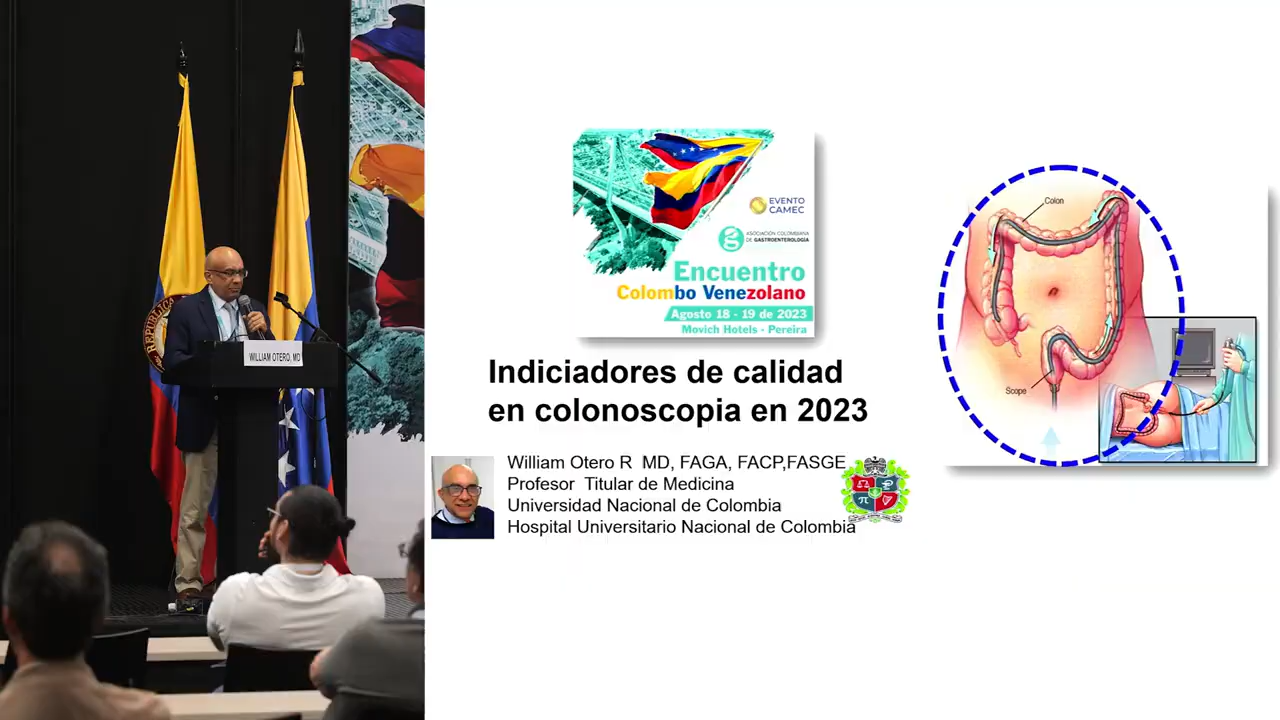 REPUBLICA
WILLIAM OTERO, MD
EVENTO
CAMEC
ASOCIACIÓN COLOMBIANA
DE GASTROENTEROLOGÍA
Encuentro
Colombo Venezolano
Agosto 18 - 19 de 2023
Movich Hotels - Pereira
Indiciadores de calidad
en colonoscopia en 2023
William Otero R MD, FAGA, FACP,FASGE
Profesor Titular de Medicina
Universidad Nacional de Colombia
Hospital Universitario Nacional de Colombia
Colon
Scope